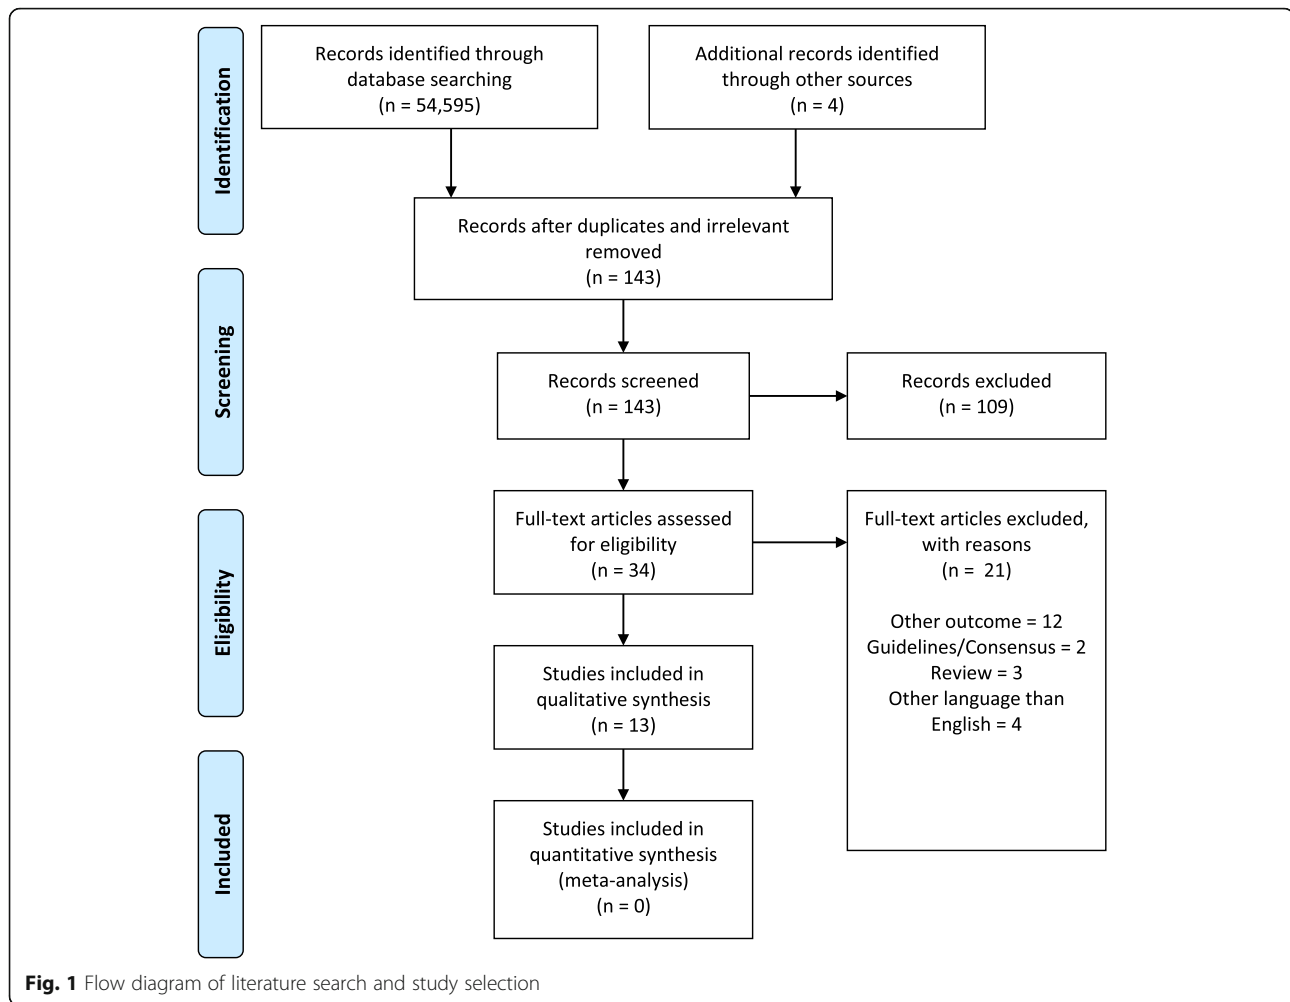 Identification
Records identified through
database searching
(n = 54,595)
Additional records identified
through other sources
(n = 4)
Records after duplicates and irrelevant
removed
(n = 143)
Screening
Records screened
(n = 143)
Records excluded
(n = 109)
Eligibility
Full-text articles assessed
for eligibility
(n = 34)
Full-text articles excluded,
with reasons
(n =  21)
Other outcome = 12
Guidelines/Consensus = 2
Review = 3
Other language than
English = 4
Studies included in
qualitative synthesis
(n = 13)
Included
Studies included in
quantitative synthesis
(meta-analysis)
(n = 0)
Fig. 1 Flow diagram of literature search and study selection